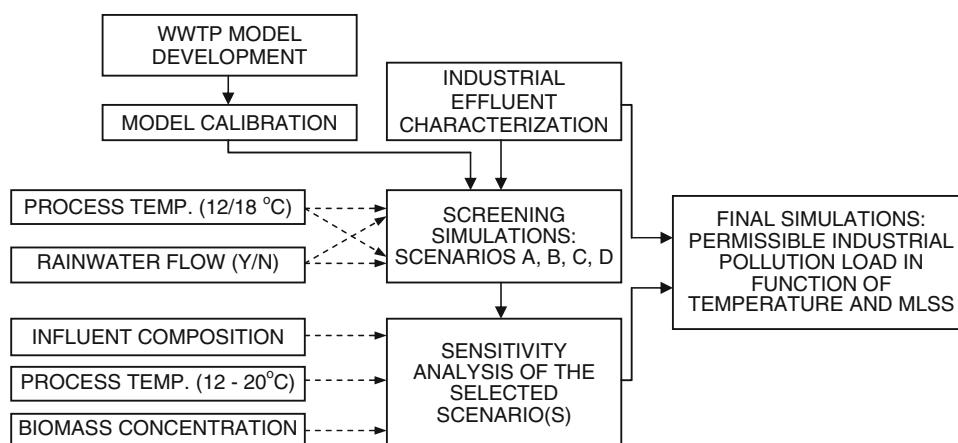 WWTP MODEL
DEVELOPMENT
MODEL CALIBRATION
INDUSTRIAL
EFFLUENT
CHARACTERIZATION
PROCESS TEMP. (12/18 °C)
RAINWATER FLOW (Y/N)
SCREENING
SIMULATIONS:
SCENARIOS A, B, C, D
FINAL SIMULATIONS:
PERMISSIBLE INDUSTRIAL
POLLUTION LOAD IN
FUNCTION OF
TEMPERATURE AND MLSS
INFLUENT COMPOSITION
PROCESS TEMP. (12 - 20°C)
BIOMASS CONCENTRATION
SENSITIVITY
ANALYSIS OF THE
SELECTED
SCENARIO(S)